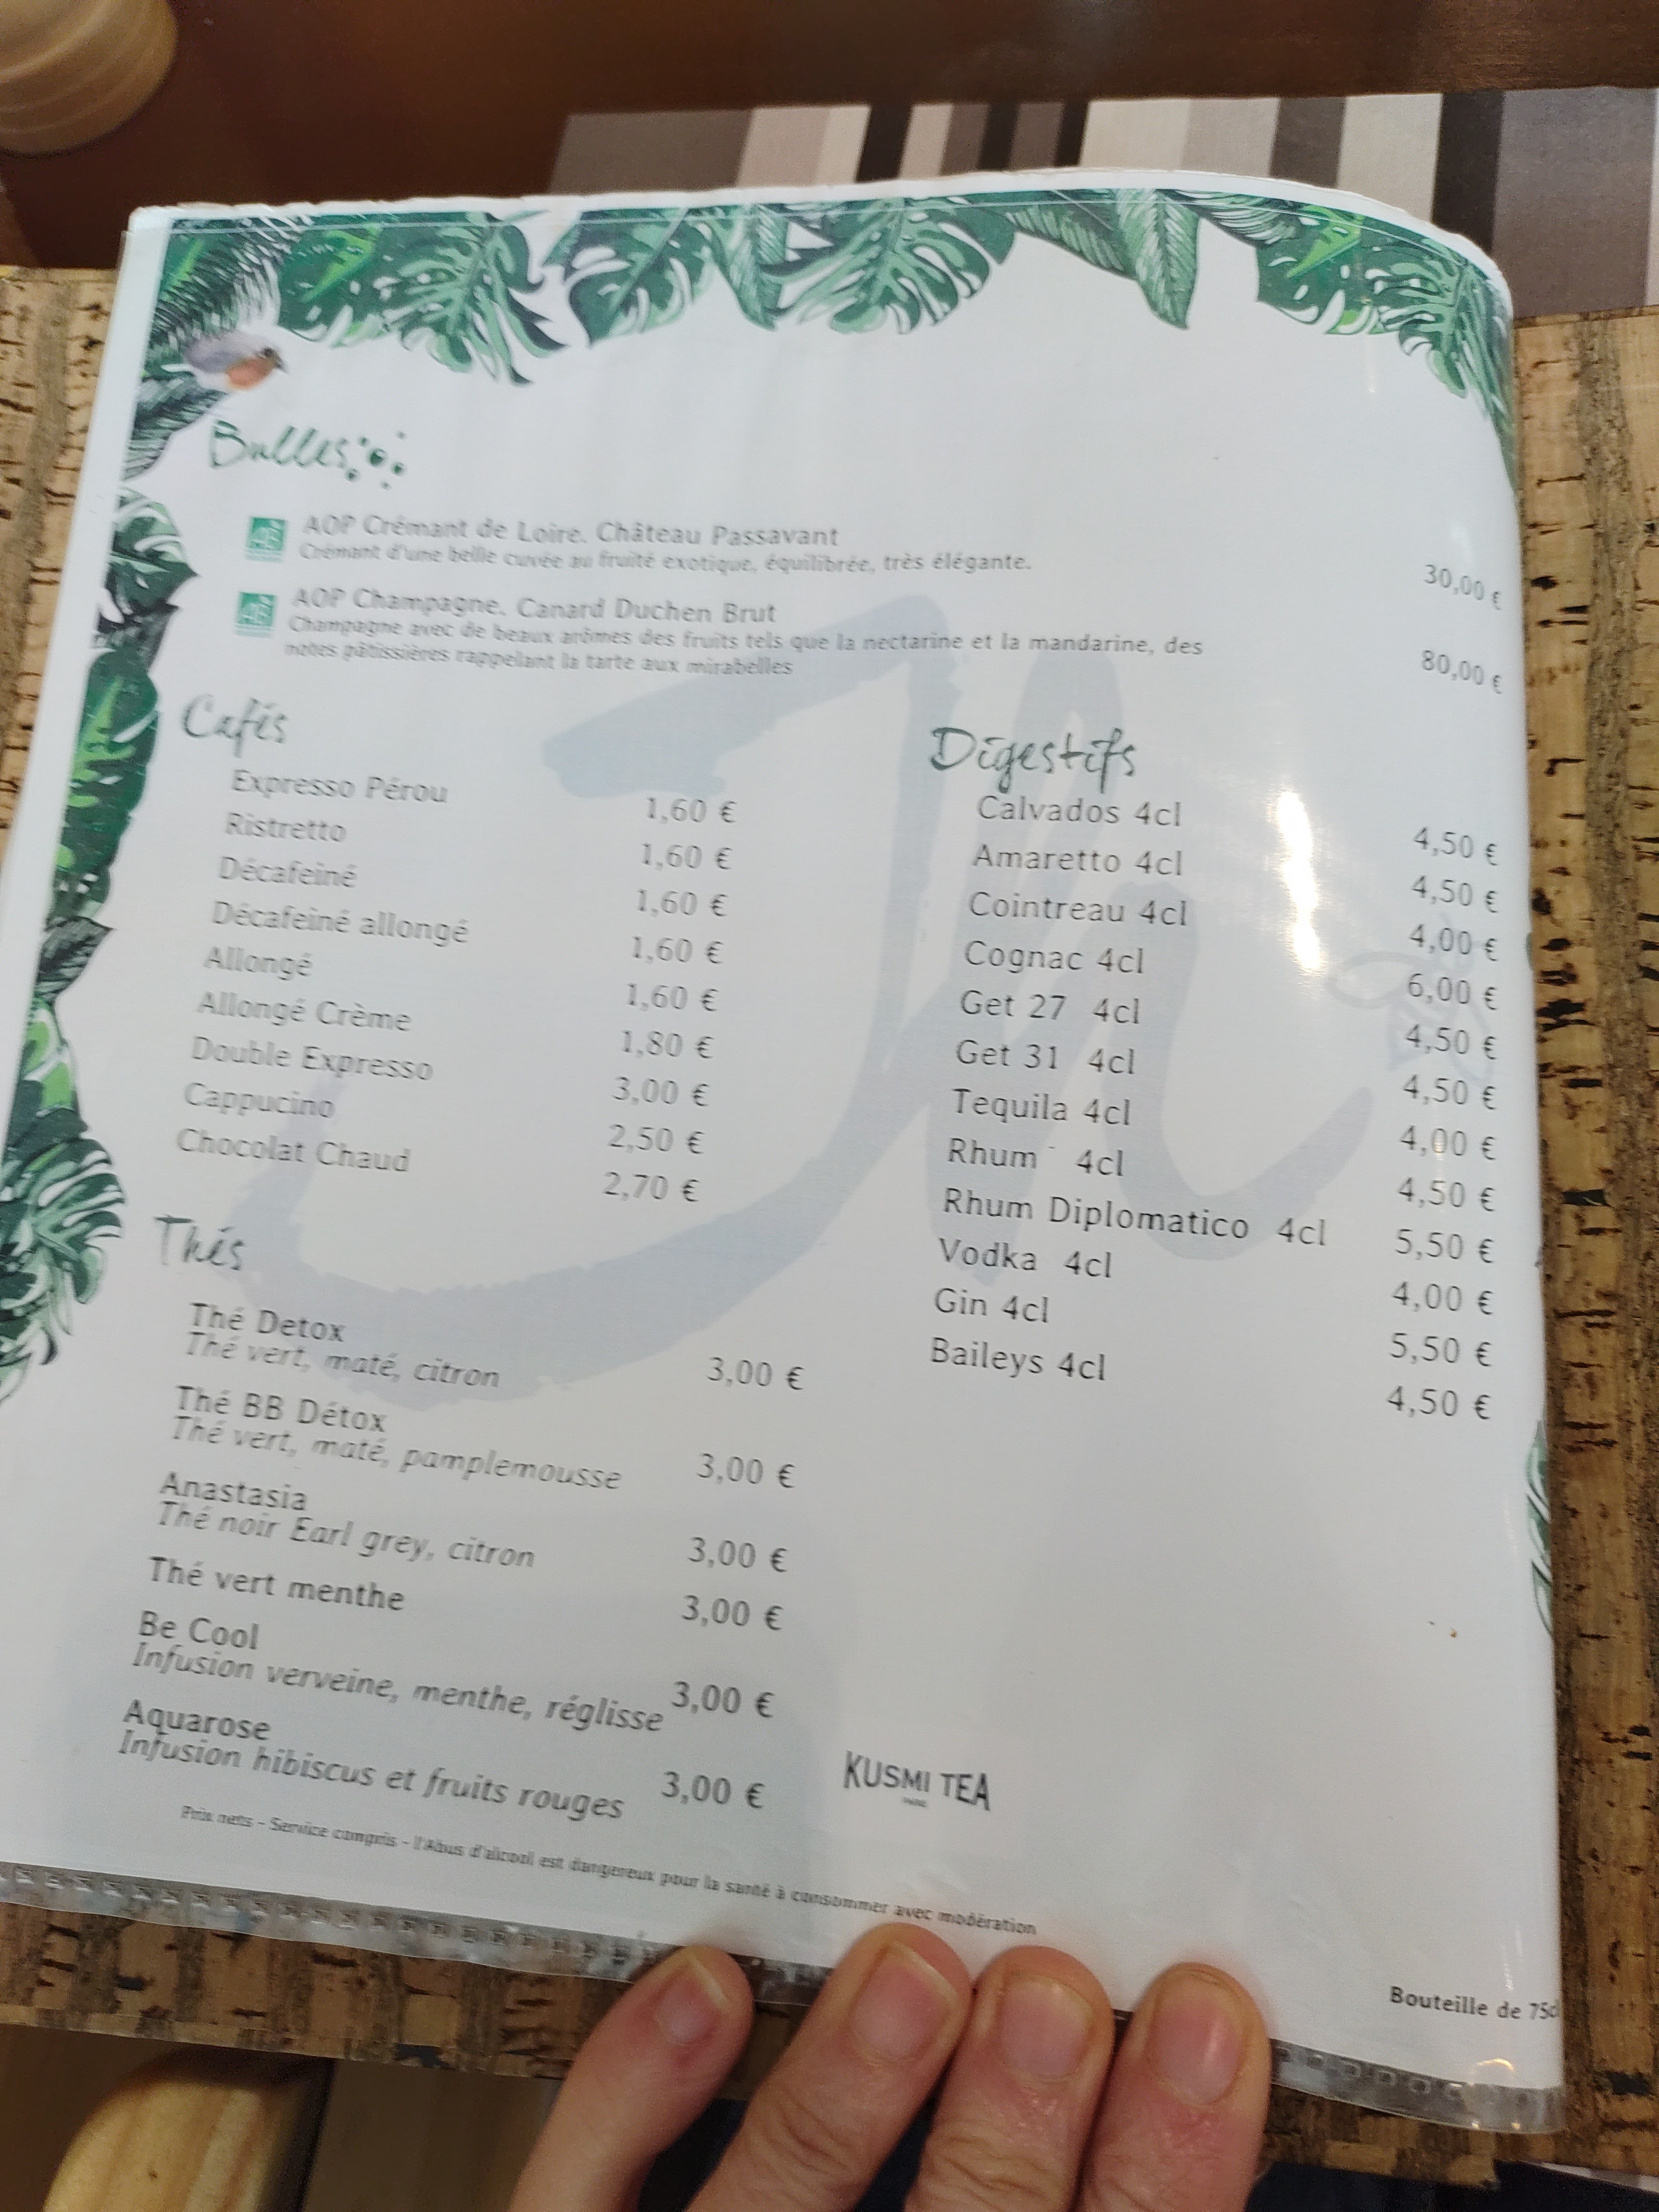 Bulles
AOP Crémant de Loire. Château Passavant
Crémant d'une belle cuvée au fruité exotique, équilibrée, très élégante.
30,00 €
AOP Champagne. Canard Duchen Brut
Champagne avec de beaux arômes des fruits tels que la nectarine et la mandarine, des
notes pâtissières rappelant la tarte aux mirabelles
80,00 €
Cafés
Expresso Pérou 1,60 €
Ristretto 1,60 €
Décafeiné 1,60 €
Décafeiné allongé 1,60 €
Allongé 1,60 €
Allongé Crème 1,80 €
Double Expresso 3,00 €
Cappucino 2,50 €
Chocolat Chaud 2,70 €
Thés
Thé Detox
Thé vert, maté, citron 3,00 €
Thé BB Détox
Thé vert, maté, pamplemousse 3,00 €
Anastasia
Thé noir Earl grey, citron 3,00 €
Thé vert menthe 3,00 €
Be Cool
Infusion verveine, menthe, réglisse 3,00 €
Aquarose
Infusion hibiscus et fruits rouges 3,00 €
Digestifs
Calvados 4cl 4,50 €
Amaretto 4cl 4,50 €
Cointreau 4cl 4,00 €
Cognac 4cl 6,00 €
Get 27 4cl 4,50 €
Get 31 4cl 4,50 €
Tequila 4cl 4,00 €
Rhum 4cl 4,50 €
Rhum Diplomatico 4cl 5,50 €
Vodka 4cl 4,00 €
Gin 4cl 5,50 €
Baileys 4cl 4,50 €
KUSMI TEA
Prix nets - Service compris - l'Abus d'alcool est dangereux pour la santé à consommer avec modération
Bouteille de 75c